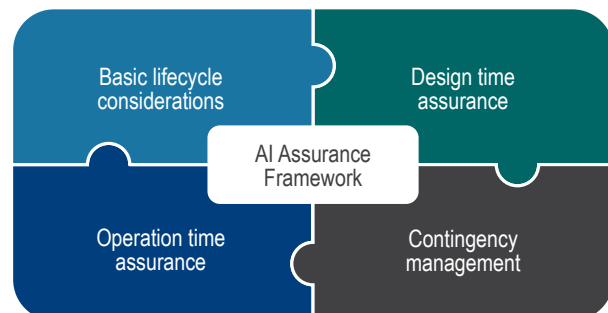 Basic lifecycle
considerations
Design time
assurance
AI Assurance
Framework
Operation time
assurance
Contingency
management